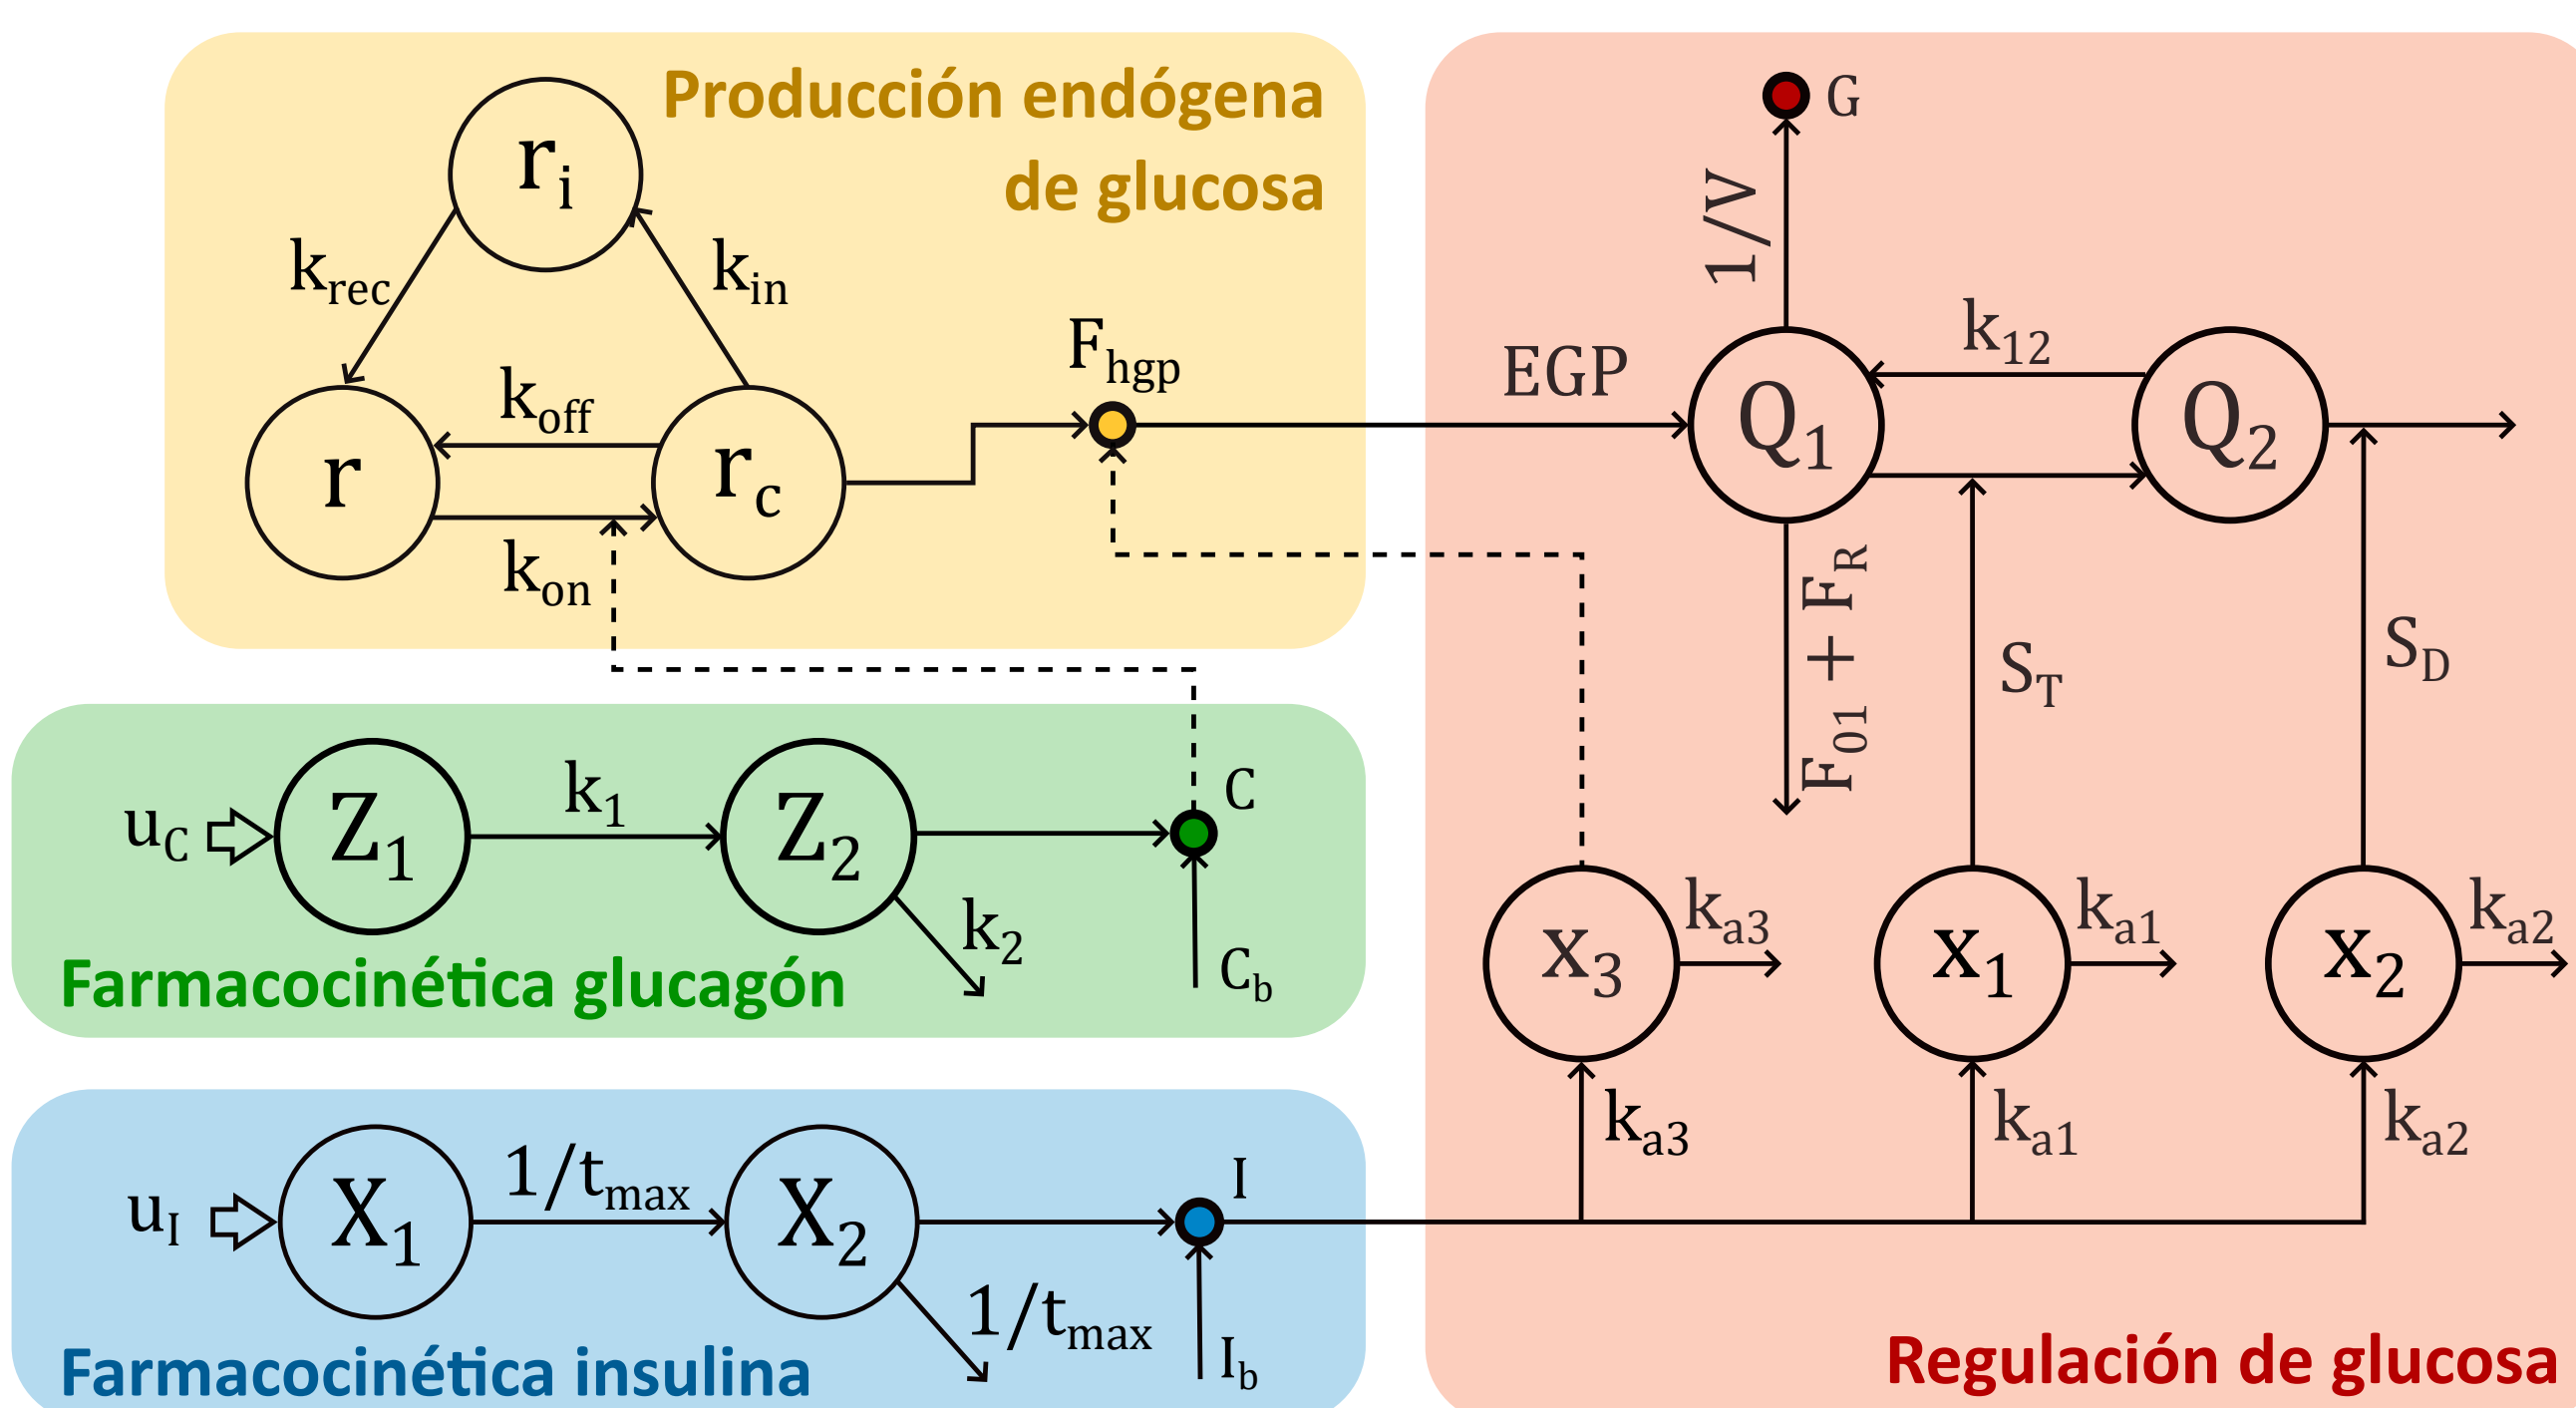 Producción endógena
de glucosa
r_i
k_rec
k_in
k_off
r
r_c
k_on
F_hgp
EGP
G
1/V
Q_1
k_12
Q_2
F_01 + F_R
S_T
S_D
x_3
k_a3
x_1
k_a1
x_2
k_a2
k_a3
k_a1
k_a2
Regulación de glucosa
u_C
Z_1
k_1
Z_2
k_2
C
C_b
Farmacocinética glucagón
u_I
X_1
1/t_max
X_2
1/t_max
I
I_b
Farmacocinética insulina